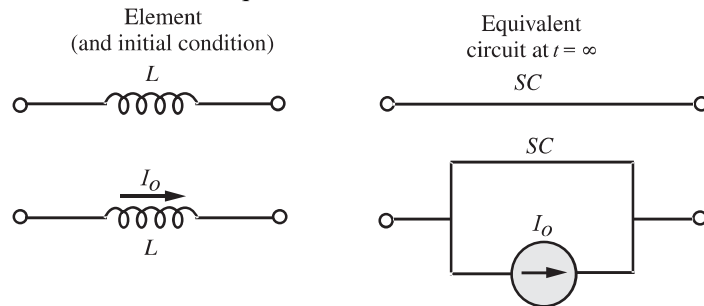 Element
(and initial condition)
L
I_o
L
Equivalent
circuit at t = ∞
SC
SC
I_o